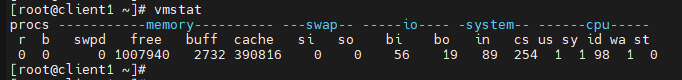 [root@client1 ~]# vmstat
procs -----------memory---------- ---swap-- -----io---- -system-- ------cpu-----
 r  b   swpd   free   buff  cache   si   so    bi    bo   in   cs us sy id wa st
 0  0      0 1007940   2732 390816    0    0    56    19   89  254  1  1 98  1  0
[root@client1 ~]#
[root@client1 ~]#